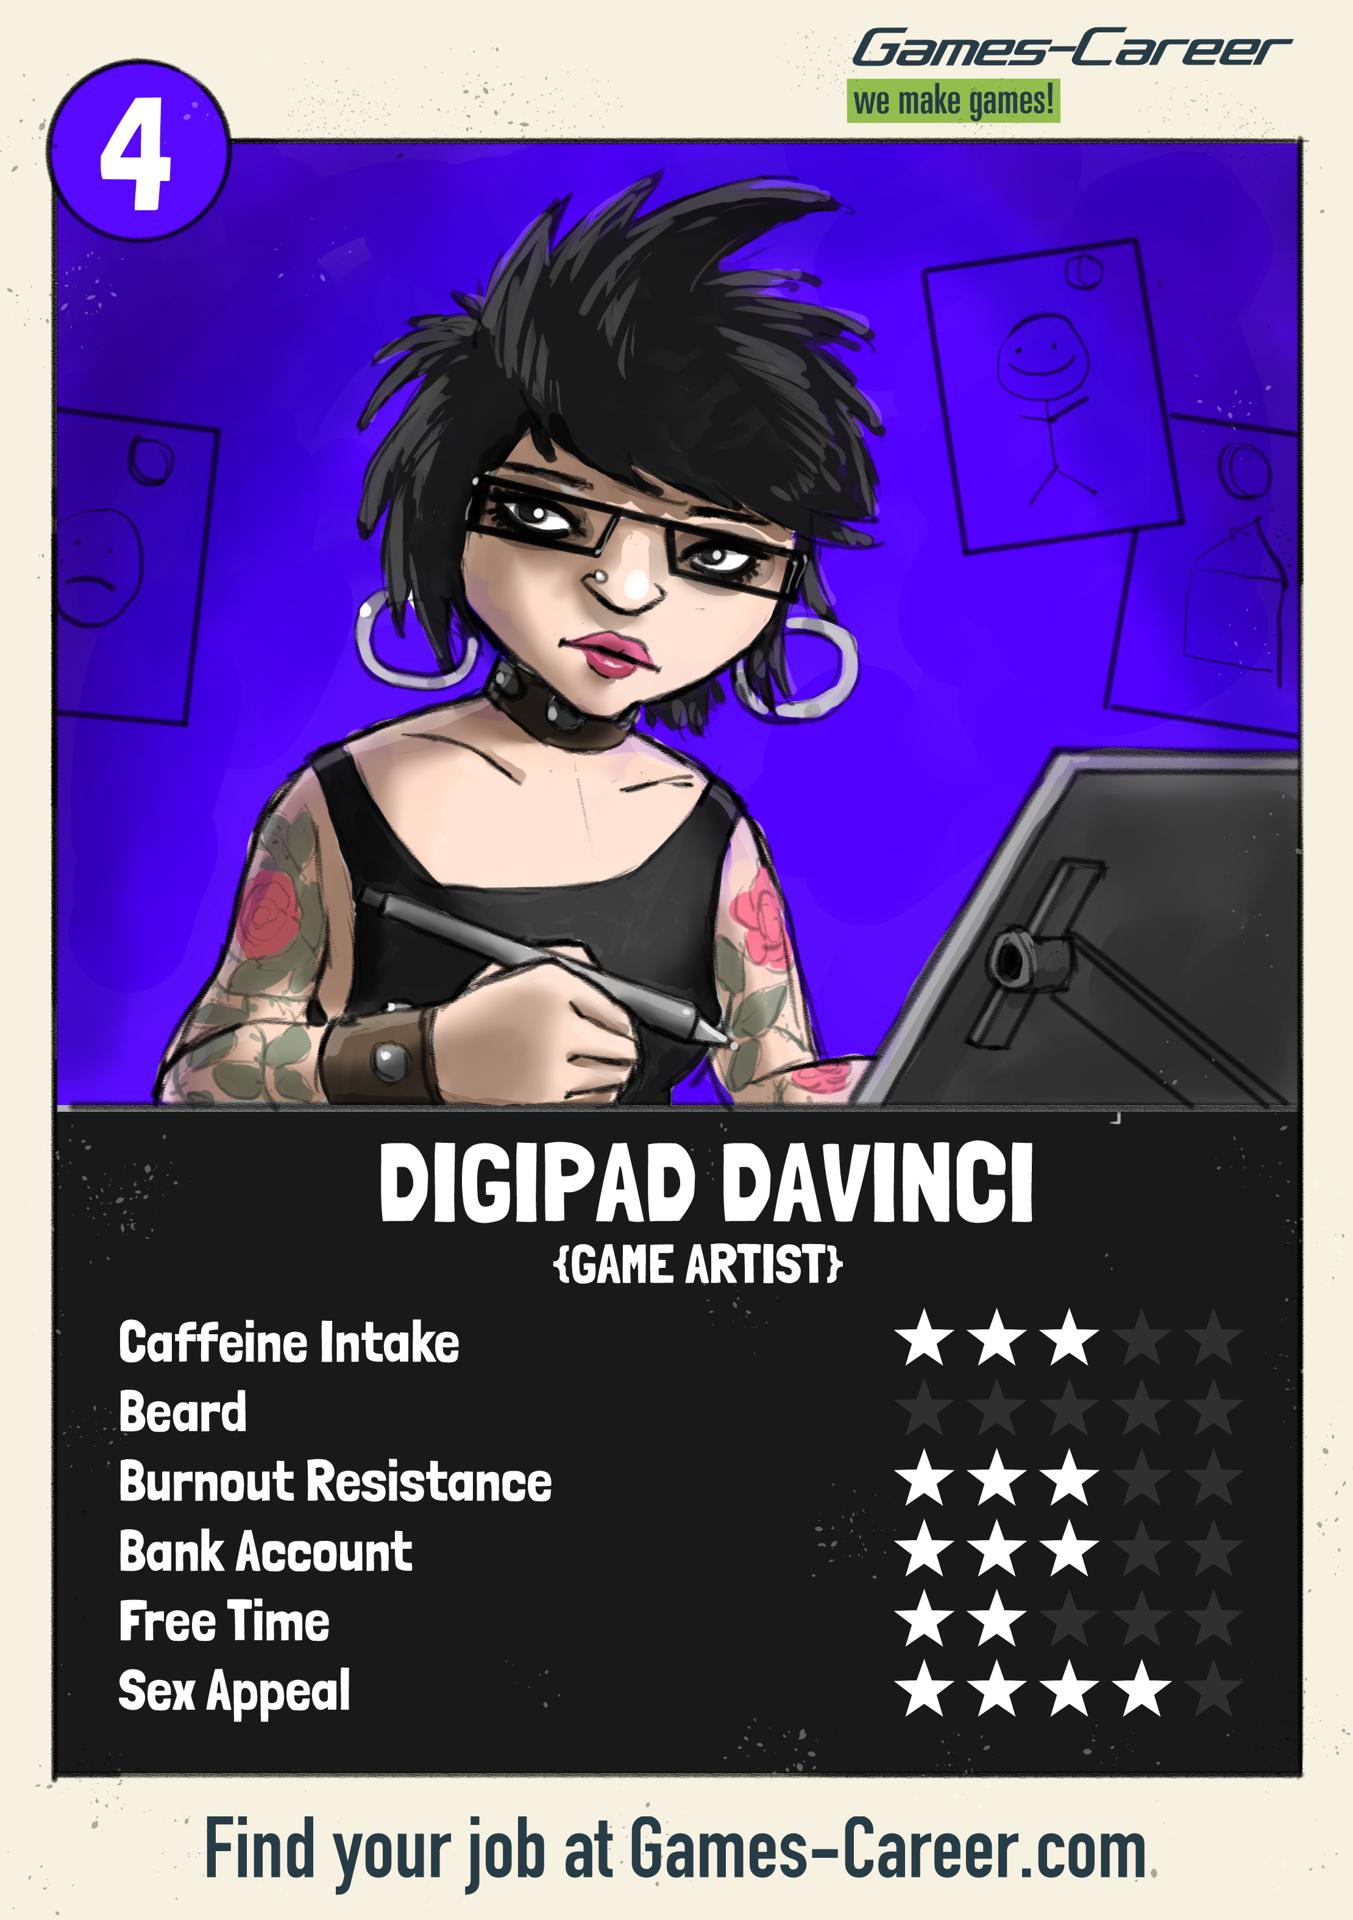 Games-Career
we make games!
4
DIGIPAD DAVINCI
{GAME ARTIST}
Caffeine Intake
Beard
Burnout Resistance
Bank Account
Free Time
Sex Appeal
Find your job at Games-Career.com